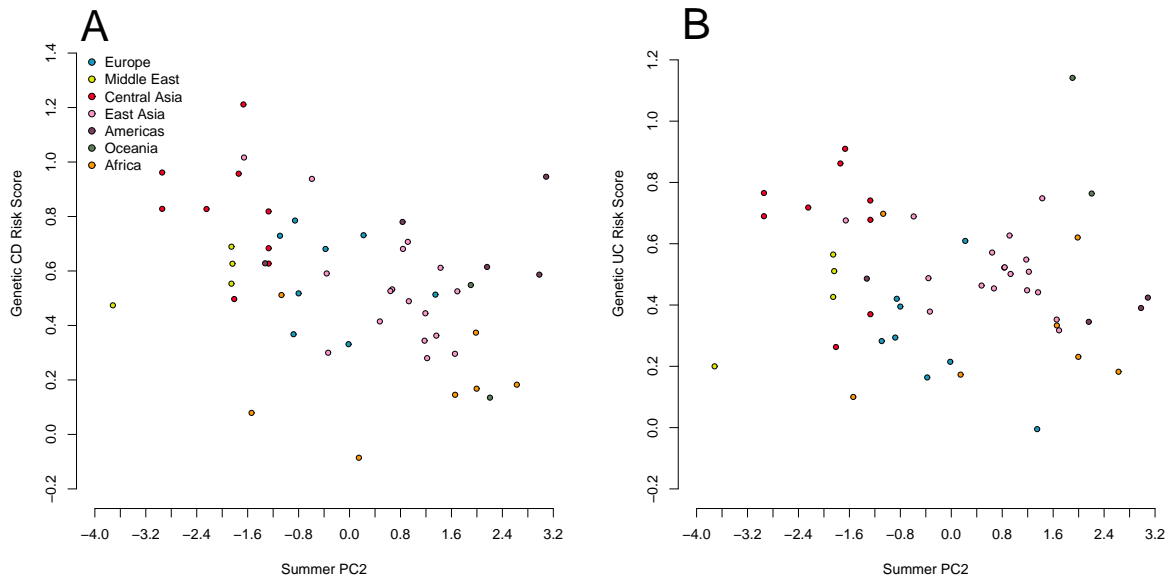 A
Europe
Middle East
Central Asia
East Asia
Americas
Oceania
Africa
Genetic CD Risk Score
1.4
1.2
1.0
0.8
0.6
0.4
0.2
0.0
−0.2
−4.0 −3.2 −2.4 −1.6 −0.8 0.0 0.8 1.6 2.4 3.2
Summer PC2
B
Genetic UC Risk Score
1.2
1.0
0.8
0.6
0.4
0.2
0.0
−0.2
−4.0 −3.2 −2.4 −1.6 −0.8 0.0 0.8 1.6 2.4 3.2
Summer PC2